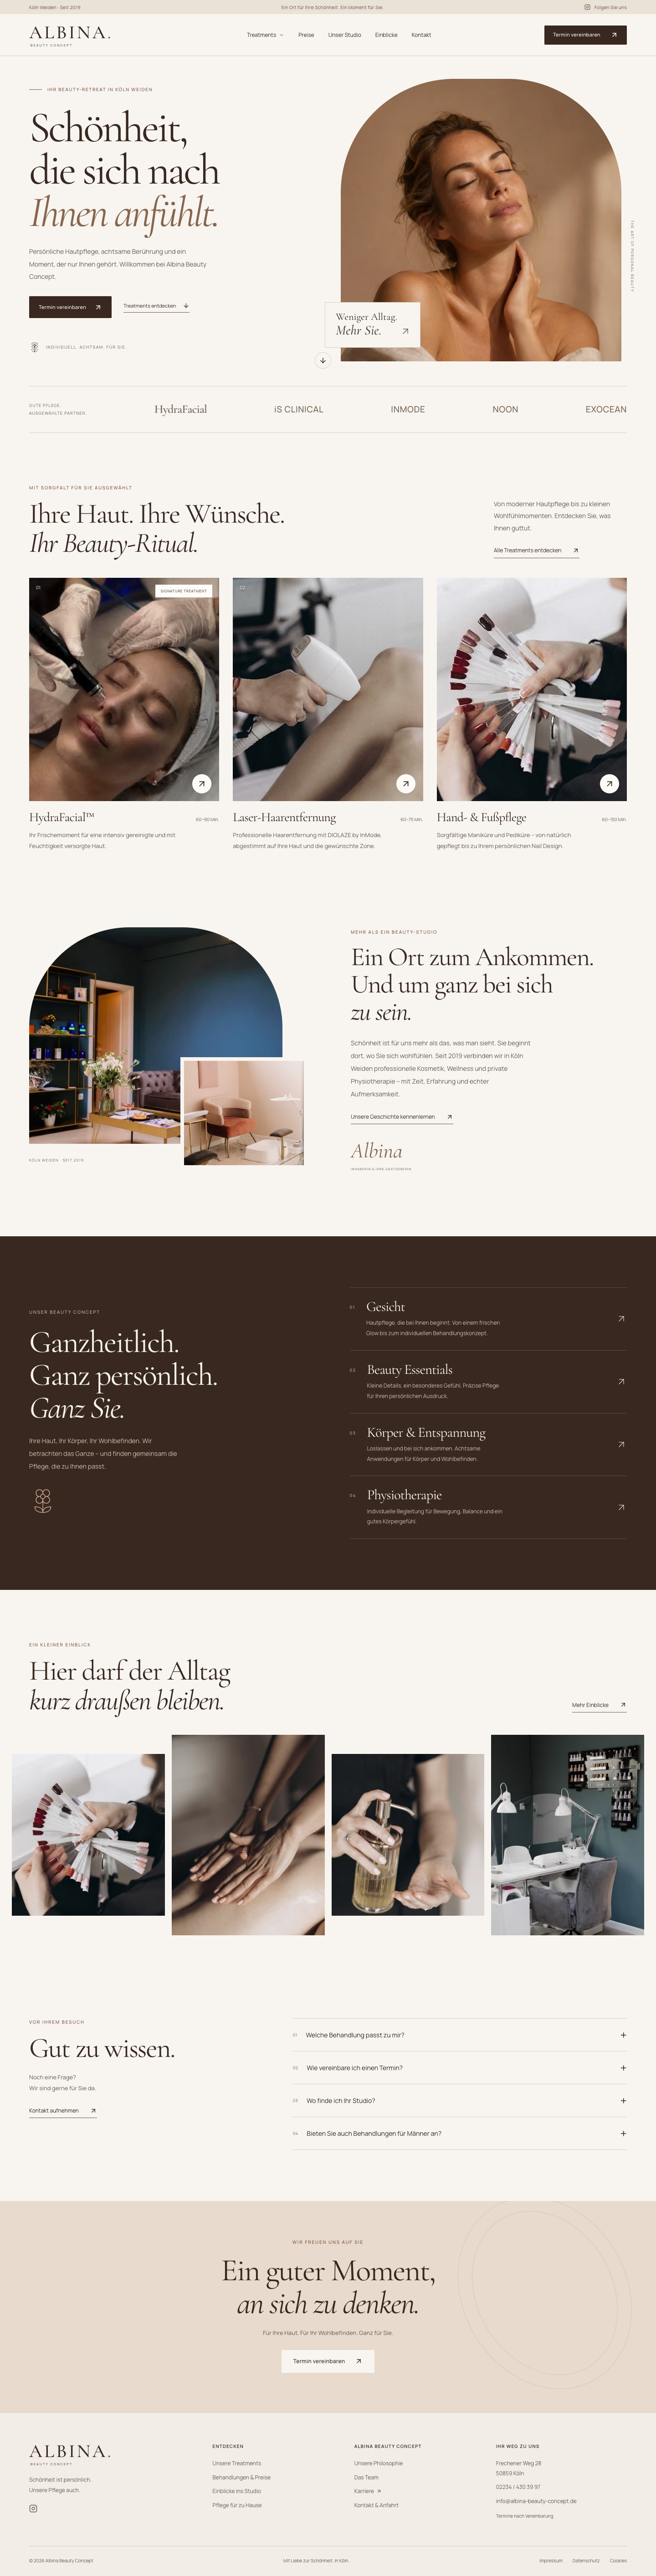 Köln Weiden · Seit 2019
Ein Ort für Ihre Schönheit. Ein Moment für Sie.
Folgen Sie uns
ALBINA.
BEAUTY CONCEPT
Treatments
Preise
Unser Studio
Einblicke
Kontakt
Termin vereinbaren
IHR BEAUTY-RETREAT IN KÖLN WEIDEN
Schönheit,
die sich nach
Ihnen anfühlt.
Persönliche Hautpflege, achtsame Berührung und ein
Moment, der nur Ihnen gehört. Willkommen bei Albina Beauty
Concept.
Termin vereinbaren
Treatments entdecken
INDIVIDUELL. ACHTSAM. FÜR SIE.
Weniger Alltag.
Mehr Sie.
THE ART OF PERSONAL BEAUTY
GUTE PFLEGE.
AUSGEWÄHLTE PARTNER.
HydraFacial
iS CLINICAL
INMODE
NOON
EXOCEAN
MIT SORGFALT FÜR SIE AUSGEWÄHLT
Ihre Haut. Ihre Wünsche.
Ihr Beauty-Ritual.
Von moderner Hautpflege bis zu kleinen
Wohlfühlmomenten. Entdecken Sie, was
Ihnen guttut.
Alle Treatments entdecken
01
SIGNATURE TREATMENT
02
HydraFacial™
60–90 Min.
Ihr Frischemoment für eine intensiv gereinigte und mit
Feuchtigkeit versorgte Haut.
Laser-Haarentfernung
60–75 Min.
Professionelle Haarentfernung mit DIOLAZE by InMode,
abgestimmt auf Ihre Haut und die gewünschte Zone.
Hand- & Fußpflege
60–150 Min.
Sorgfältige Maniküre und Pediküre – von natürlich
gepflegt bis zu Ihrem persönlichen Nail Design.
MEHR ALS EIN BEAUTY-STUDIO
Ein Ort zum Ankommen.
Und um ganz bei sich
zu sein.
Schönheit ist für uns mehr als das, was man sieht. Sie beginnt
dort, wo Sie sich wohlfühlen. Seit 2019 verbinden wir in Köln
Weiden professionelle Kosmetik, Wellness und private
Physiotherapie – mit Zeit, Erfahrung und echter
Aufmerksamkeit.
Unsere Geschichte kennenlernen
Albina
INHABERIN & IHRE GASTGEBERIN
KÖLN WEIDEN · SEIT 2019
UNSER BEAUTY CONCEPT
Ganzheitlich.
Ganz persönlich.
Ganz Sie.
Ihre Haut, Ihr Körper, Ihr Wohlbefinden. Wir
betrachten das Ganze – und finden gemeinsam die
Pflege, die zu Ihnen passt.
01
Gesicht
Hautpflege, die bei Ihnen beginnt. Von einem frischen
Glow bis zum individuellen Behandlungskonzept.
02
Beauty Essentials
Kleine Details, ein besonderes Gefühl. Präzise Pflege
für Ihren persönlichen Ausdruck.
03
Körper & Entspannung
Loslassen und bei sich ankommen. Achtsame
Anwendungen für Körper und Wohlbefinden.
04
Physiotherapie
Individuelle Begleitung für Bewegung, Balance und ein
gutes Körpergefühl.
EIN KLEINER EINBLICK
Hier darf der Alltag
kurz draußen bleiben.
Mehr Einblicke
VOR IHREM BESUCH
Gut zu wissen.
Noch eine Frage?
Wir sind gerne für Sie da.
Kontakt aufnehmen
01
Welche Behandlung passt zu mir?
02
Wie vereinbare ich einen Termin?
03
Wo finde ich Ihr Studio?
04
Bieten Sie auch Behandlungen für Männer an?
WIR FREUEN UNS AUF SIE
Ein guter Moment,
an sich zu denken.
Für Ihre Haut. Für Ihr Wohlbefinden. Ganz für Sie.
Termin vereinbaren
ALBINA.
BEAUTY CONCEPT
Schönheit ist persönlich.
Unsere Pflege auch.
ENTDECKEN
Unsere Treatments
Behandlungen & Preise
Einblicke ins Studio
Pflege für zu Hause
ALBINA BEAUTY CONCEPT
Unsere Philosophie
Das Team
Karriere
Kontakt & Anfahrt
IHR WEG ZU UNS
Frechener Weg 28
50859 Köln
02234 / 430 39 97
info@albina-beauty-concept.de
Termine nach Vereinbarung
© 2026 Albina Beauty Concept
Mit Liebe zur Schönheit. In Köln.
Impressum
Datenschutz
Cookies